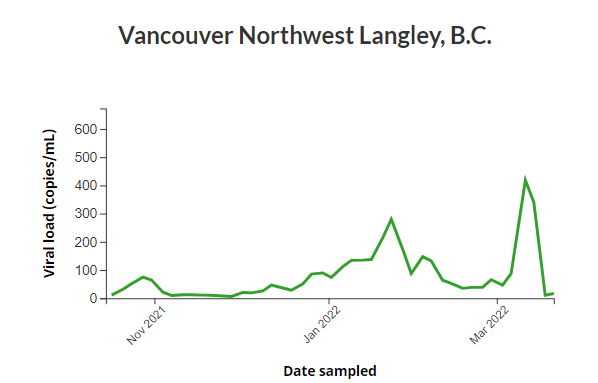 Vancouver Northwest Langley, B.C.
Viral load (copies/mL)
600
500
400
300
200
100
0
Nov 2021
Jan 2022
Mar 2022
Date sampled